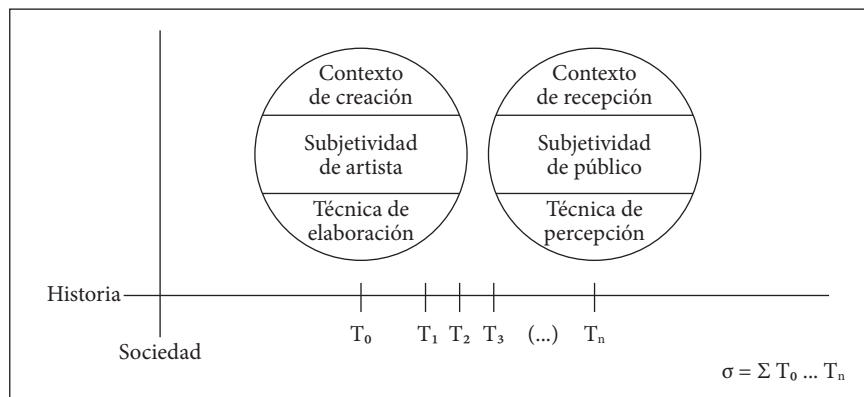 Contexto
de creación
Subjetividad
de artista
Técnica de
elaboración
Contexto
de recepción
Subjetividad
de público
Técnica de
percepción
Historia
Sociedad
T₀ T₁ T₂ T₃ (...) Tₙ
σ = Σ T₀ ... Tₙ